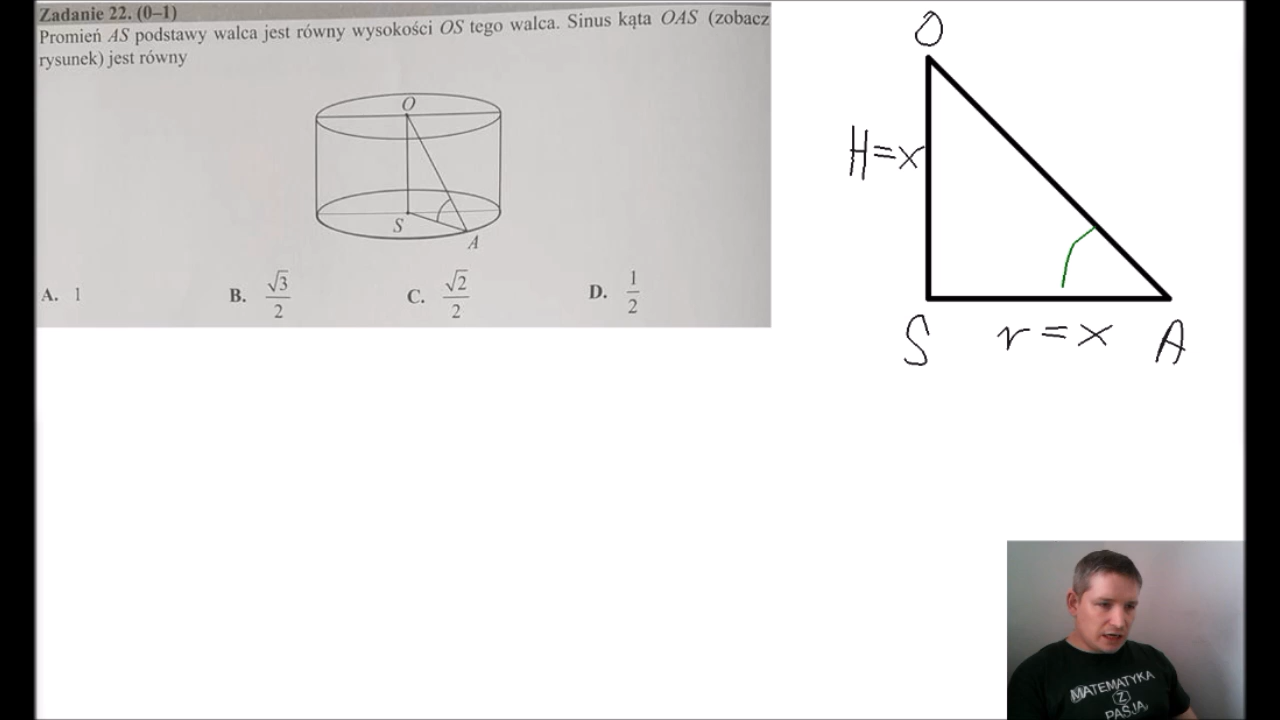 Zadanie 22. (0–1)
Promień AS podstawy walca jest równy wysokości OS tego walca. Sinus kąta OAS (zobacz
rysunek) jest równy
O
S
A
A. 1
B. √3/2
C. √2/2
D. 1/2
O
H=x
S
r=x
A
MATEMATYKA
Z
PASJĄ